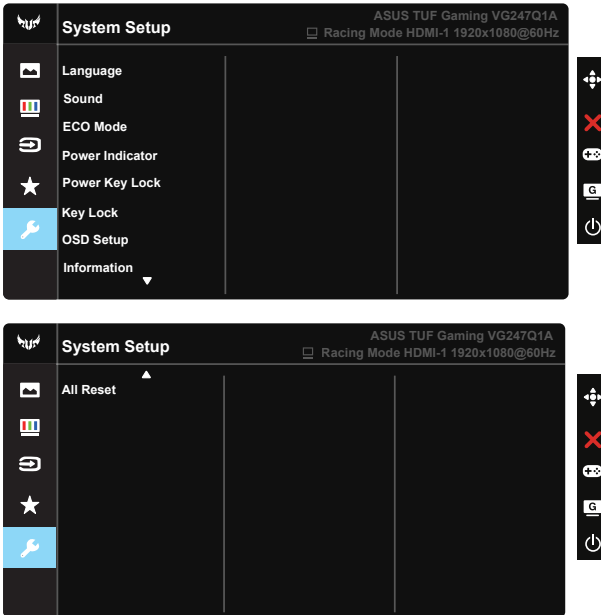 System Setup
ASUS TUF Gaming VG247Q1A
Racing Mode HDMI-1 1920x1080@60Hz
Language
Sound
ECO Mode
Power Indicator
Power Key Lock
Key Lock
OSD Setup
Information
G
System Setup
ASUS TUF Gaming VG247Q1A
Racing Mode HDMI-1 1920x1080@60Hz
All Reset
G